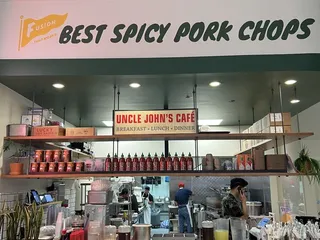 Fusion
BEST SPICY PORK CHOPS
UNCLE JOHN'S CAFÉ
BREAKFAST • LUNCH • DINNER